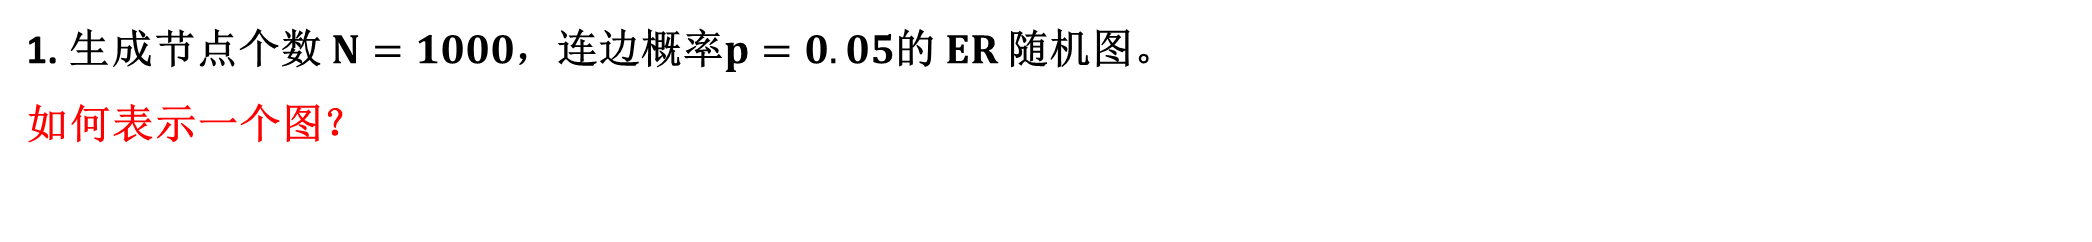 1. 生成节点个数 N = 1000，连边概率p = 0.05的 ER 随机图。
如何表示一个图？